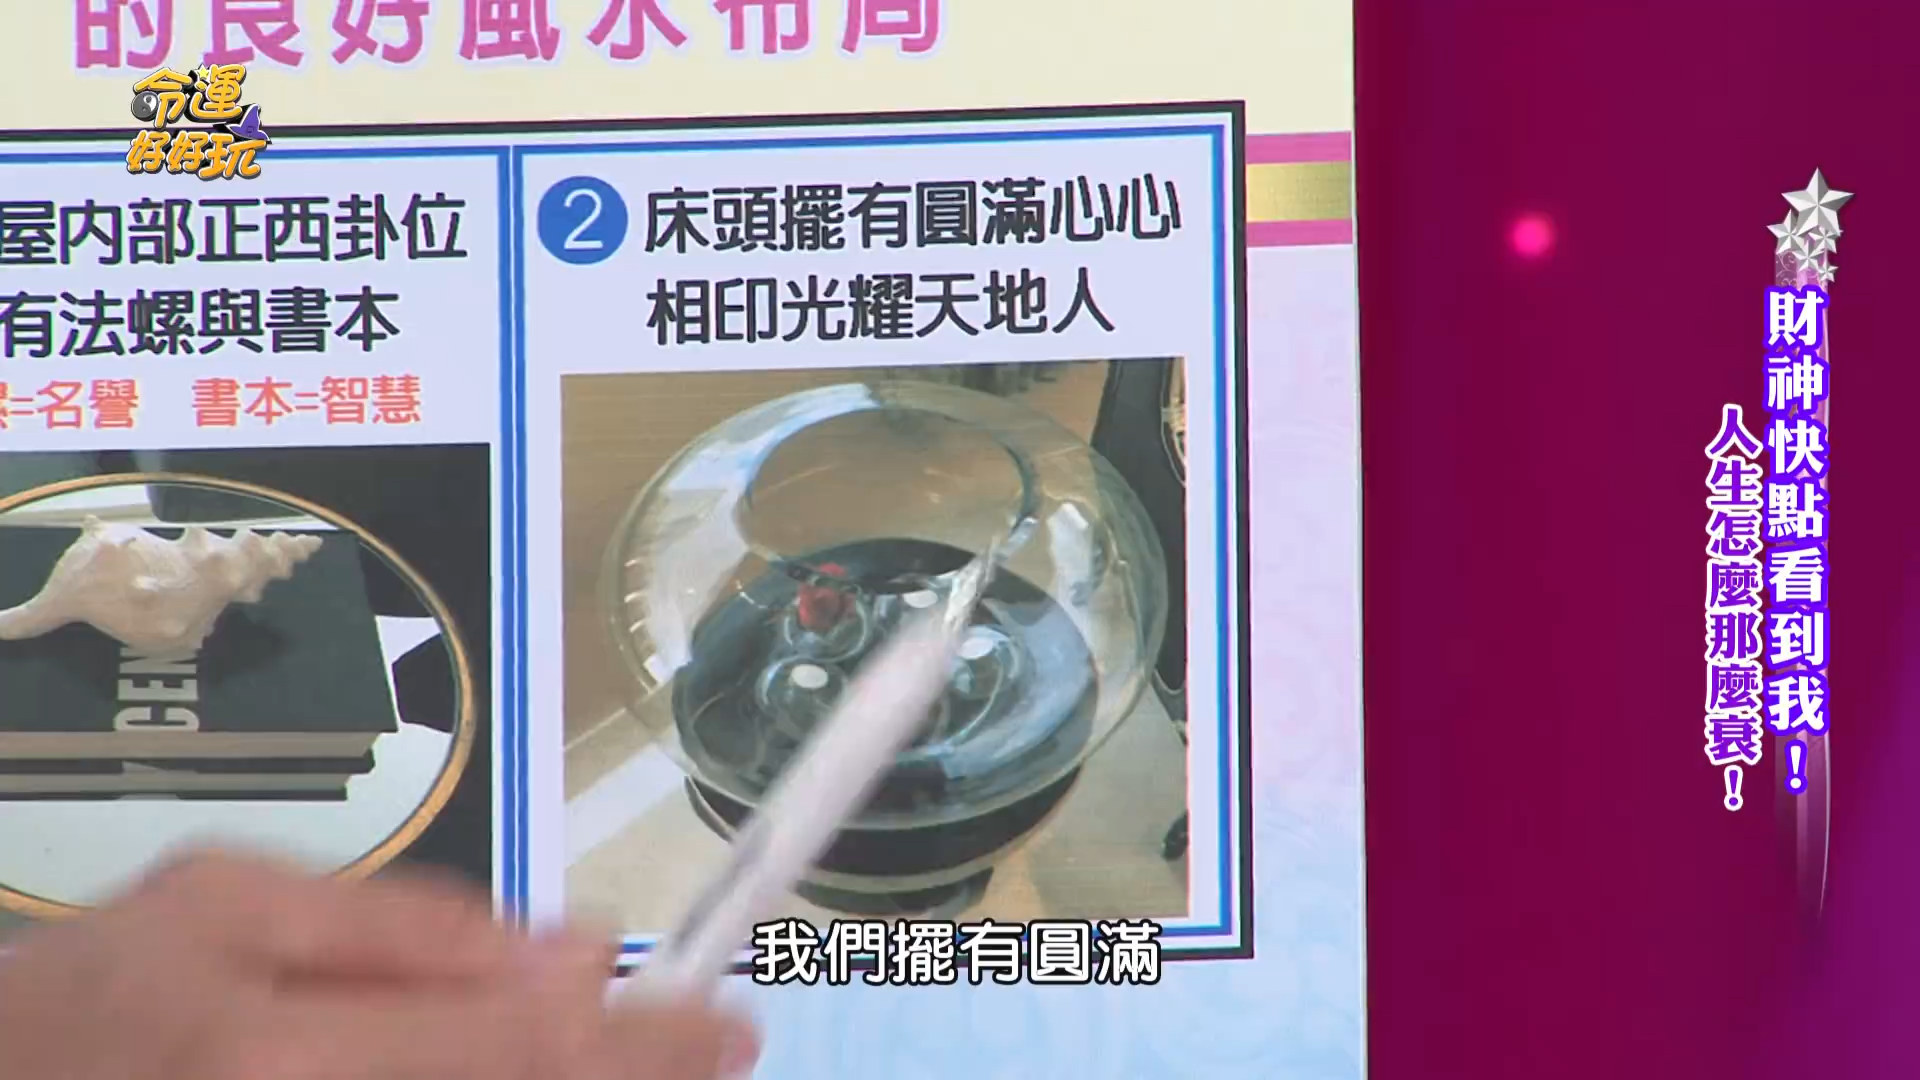 的良好風水布局
命運
好好玩
屋内部正西卦位
有法螺與書本
螺=名譽 書本=智慧
CEN
2 床頭擺有圓滿心心
相印光耀天地人
財神快點看到我！
人生怎麼那麼衰！
我們擺有圓滿